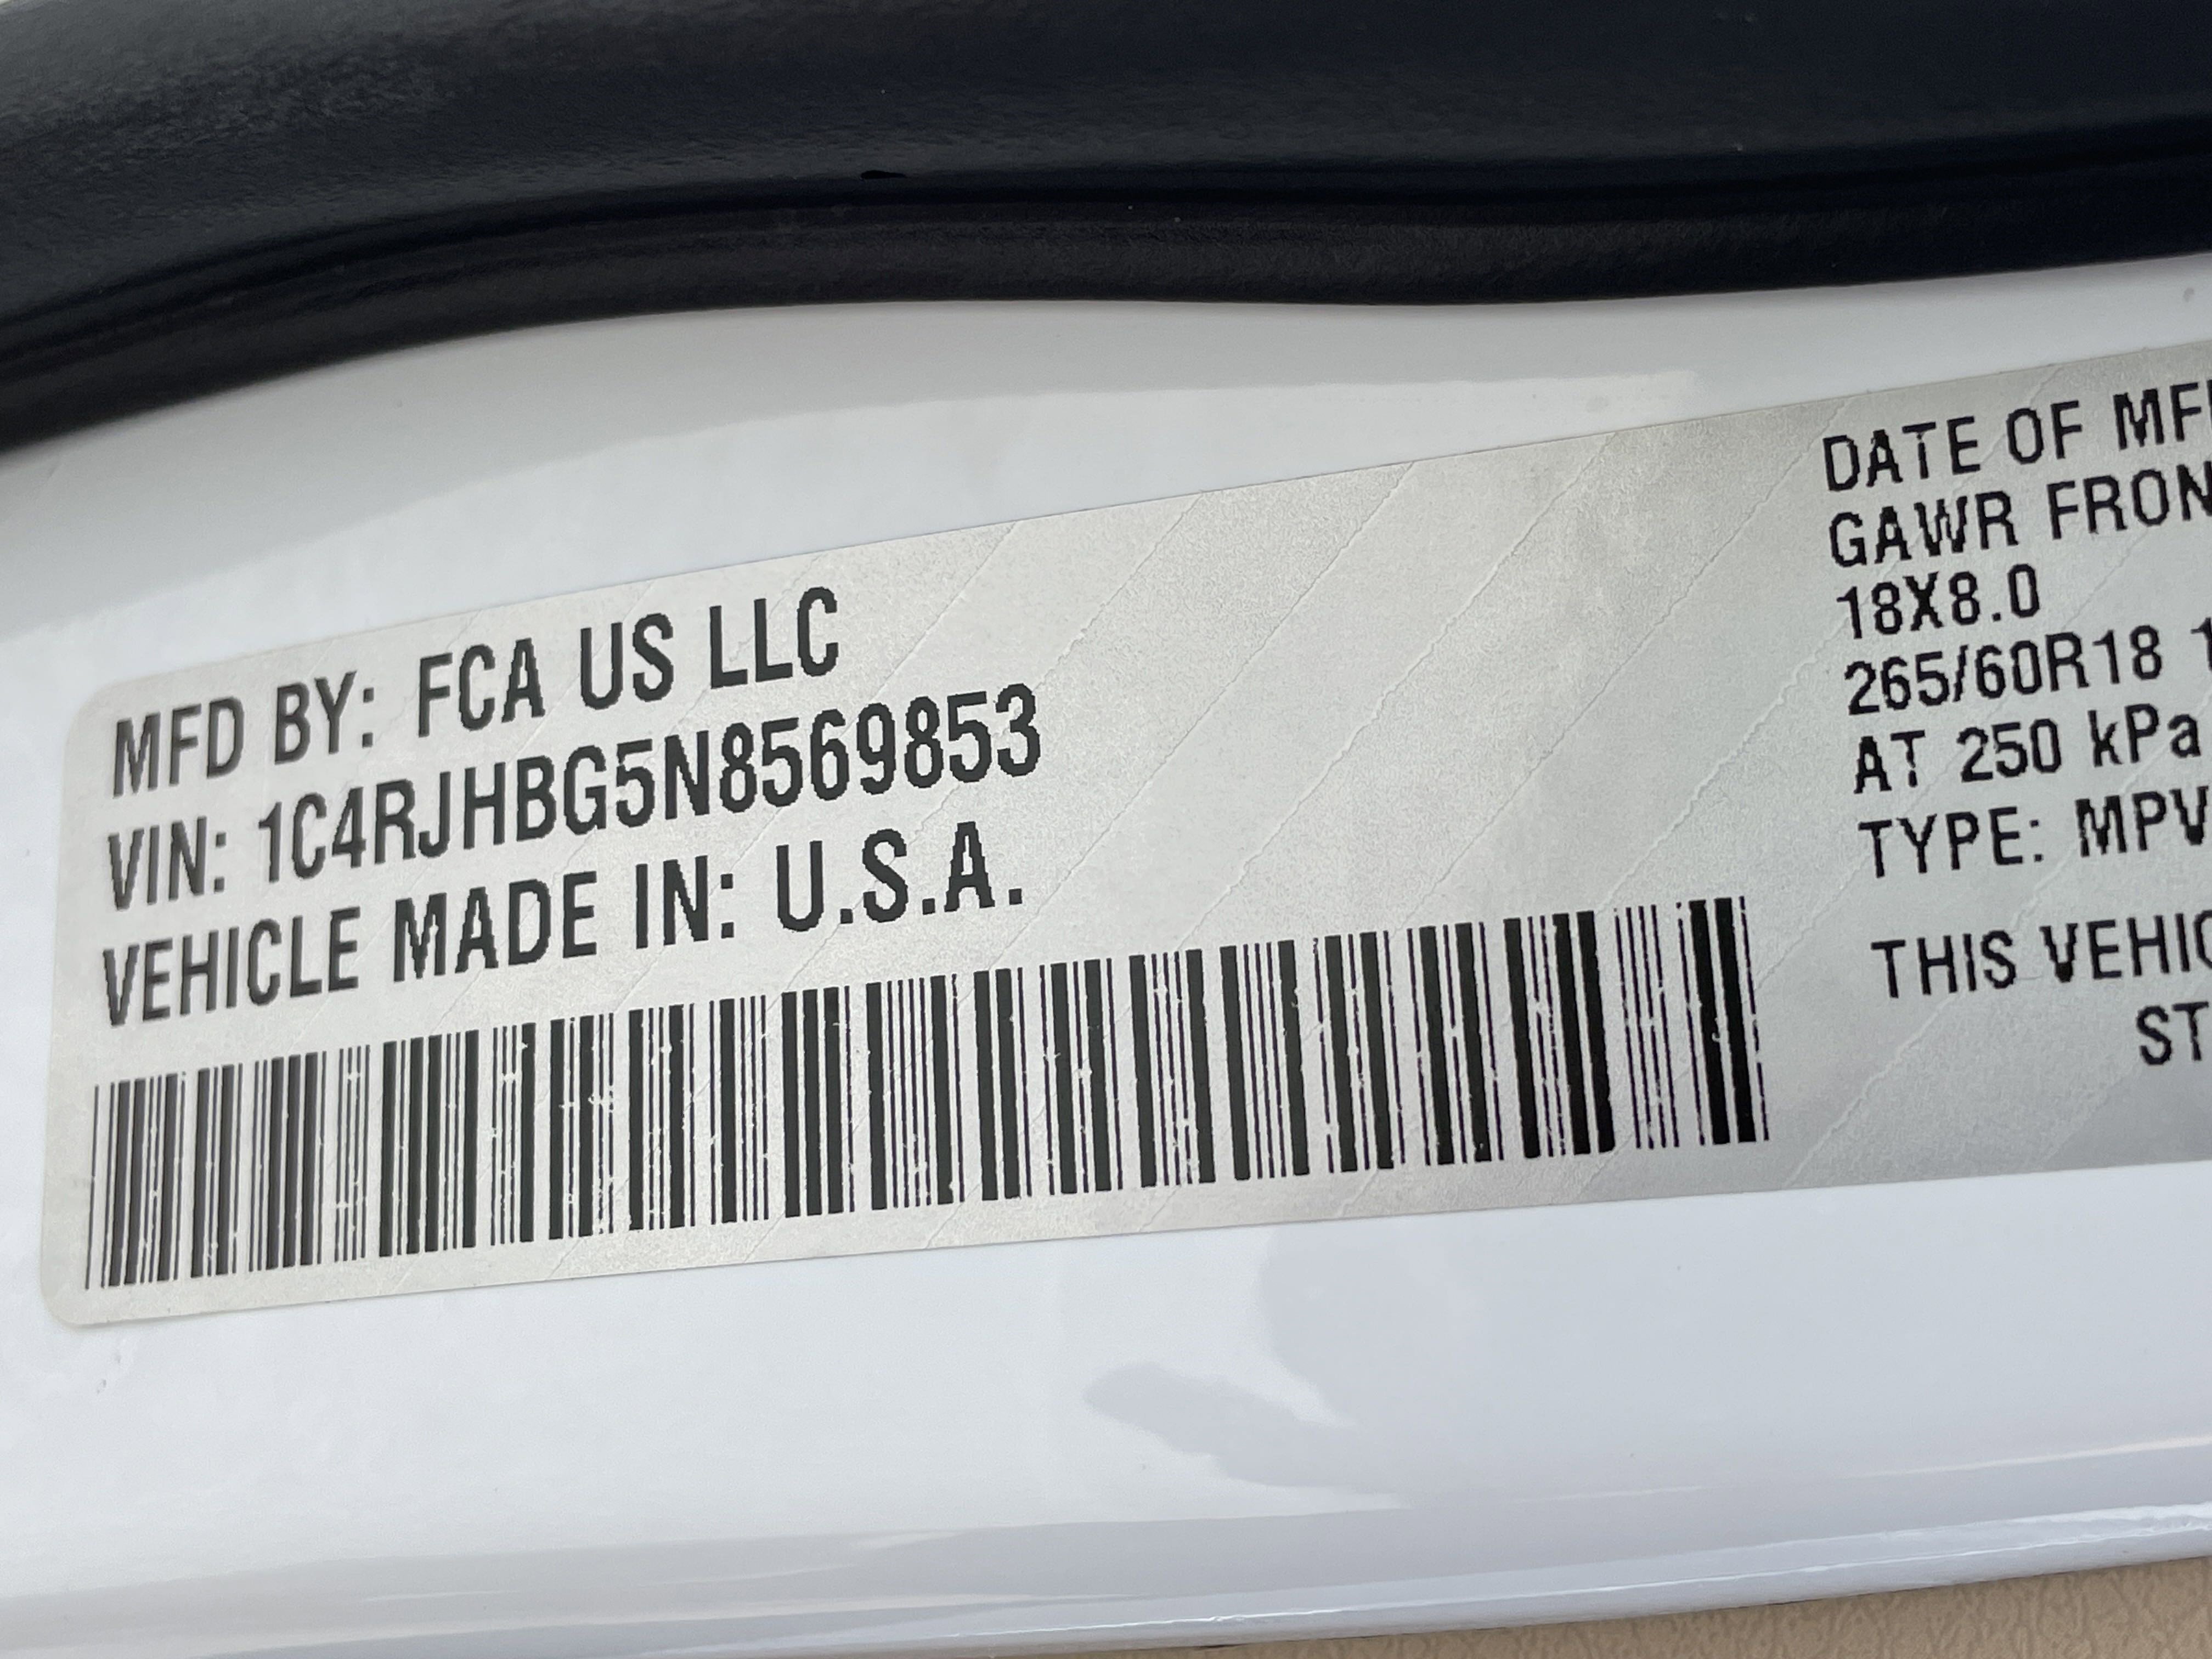 MFD BY: FCA US LLC
VIN: 1C4RJHBG5N8569853
VEHICLE MADE IN: U.S.A.
DATE OF
GAWR
18X8.0
265/60R18
AT 250 kPa
TYPE: MPV
THIS